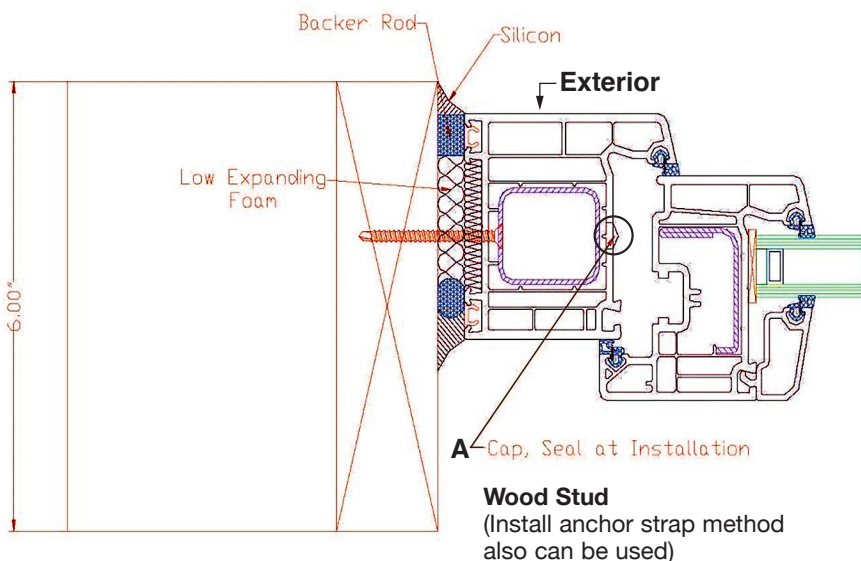 Backer Rod
Silicon
Exterior
Low Expanding
Foam
6.00"
A
Cap, Seal at Installation
Wood Stud
(Install anchor strap method
also can be used)